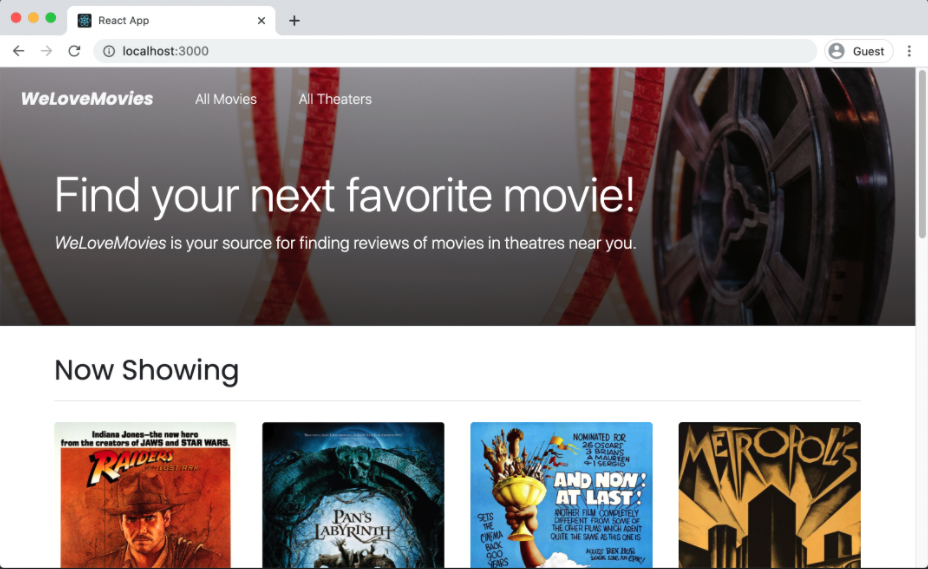 React App
localhost:3000
Guest
WeLoveMovies
All Movies
All Theaters
Find your next favorite movie!
WeLoveMovies is your source for finding reviews of movies in theatres near you.
Now Showing
Indiana Jones—the new hero
from the creators of JAWS and STAR WARS.
RAIDERS
OF THE LOST ARK
PAN'S
LABYRINTH
NOMINATED FOR
26 OSCARS
3 BRIANS
A MAUREEN
& 1 SERGIO
AND NOW!
AT LAST!
ANOTHER FILM COMPLETELY
DIFFERENT FROM SOME OF
THE OTHER FILMS WHICH AREN'T
QUITE THE SAME AS THIS ONE IS
SETS
THE
CINEMA
BACK
900
YEARS
METROPOLIS